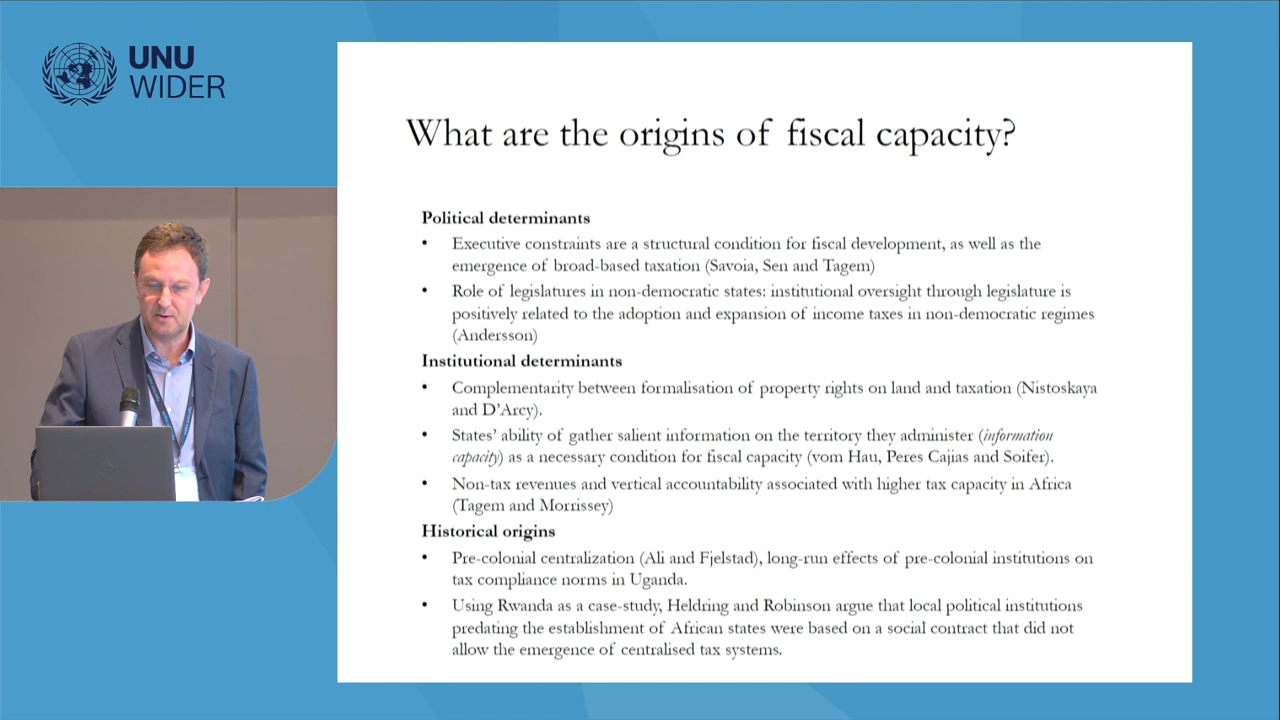 UNU
WIDER
What are the origins of fiscal capacity?
Political determinants
• Executive constraints are a structural condition for fiscal development, as well as the
emergence of broad-based taxation (Savoia, Sen and Tagem)
• Role of legislatures in non-democratic states: institutional oversight through legislature is
positively related to the adoption and expansion of income taxes in non-democratic regimes
(Andersson)
Institutional determinants
• Complementarity between formalisation of property rights on land and taxation (Nistoskaya
and D’Arcy).
• States’ ability of gather salient information on the territory they administer (information
capacity) as a necessary condition for fiscal capacity (vom Hau, Peres Cajias and Soifer).
• Non-tax revenues and vertical accountability associated with higher tax capacity in Africa
(Tagem and Morrissey)
Historical origins
• Pre-colonial centralization (Ali and Fjelstad), long-run effects of pre-colonial institutions on
tax compliance norms in Uganda.
• Using Rwanda as a case-study, Heldring and Robinson argue that local political institutions
predating the establishment of African states were based on a social contract that did not
allow the emergence of centralised tax systems.